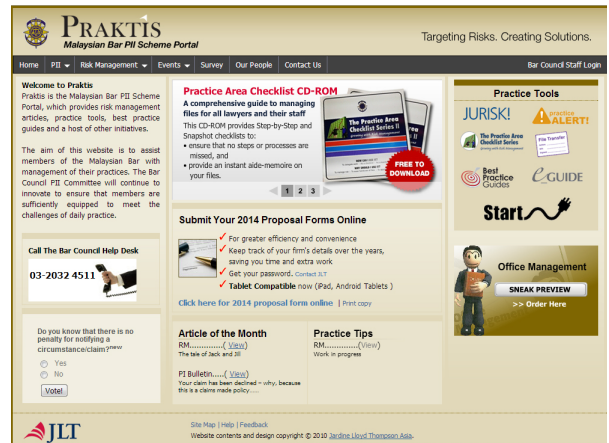 PRAKTIS
Malaysian Bar PII Scheme Portal
Targeting Risks. Creating Solutions.
Home PII Risk Management Events Survey Our People Contact Us Bar Council Staff Login
Welcome to Praktis
Praktis is the Malaysian Bar PII Scheme
Portal, which provides risk management
articles, practice tools, best practice
guides and a host of other initiatives.
The aim of this website is to assist
members of the Malaysian Bar with
management of their practices. The Bar
Council PII Committee will continue to
innovate to ensure that members are
sufficiently equipped to meet the
challenges of daily practice.
Call The Bar Council Help Desk
03-2032 4511
Do you know that there is no
penalty for notifying a
circumstance/claim?new
Yes
No
Vote!
Practice Area Checklist CD-ROM
A comprehensive guide to managing
files for all lawyers and their staff
This CD-ROM provides Step-by-Step and
Snapshot checklists to:
• ensure that no steps or processes are
missed, and
• provide an instant aide-memoire on
your files.
The Practice Area
Checklist Series II
FREE TO
DOWNLOAD
1 2 3
Submit Your 2014 Proposal Forms Online
For greater efficiency and convenience
Keep track of your firm's details over the years,
saving you time and extra work
Get your password. Contact JLT
Tablet Compatible now (iPad, Android Tablets )
Click here for 2014 proposal form online | Print copy
Article of the Month
RM..............( View)
The tale of Jack and Jill
PI Bulletin.....( View)
Your claim has been declined – why, because
this is a claims made policy.....
Practice Tips
RM..............(View)
Work in progress
Practice Tools
JURISK!
practice
ALERT!
The Practice Area
Checklist Series
File Transfer
Best
Practice
Guides
eGUIDE
Start
Office Management
SNEAK PREVIEW
>> Order Here
JLT
Site Map | Help | Feedback
Website contents and design copyright © 2010 Jardine Lloyd Thompson Asia.